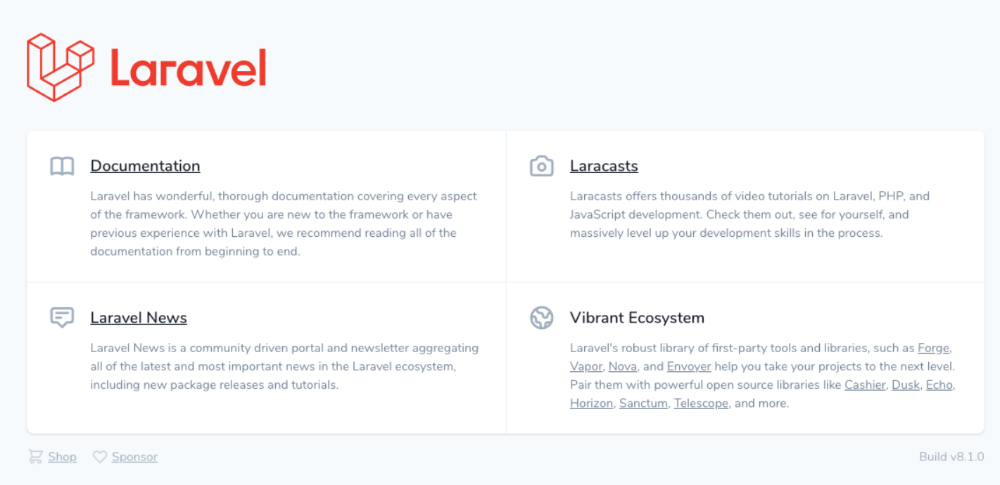 Laravel
Documentation
Laravel has wonderful, thorough documentation covering every aspect
of the framework. Whether you are new to the framework or have
previous experience with Laravel, we recommend reading all of the
documentation from beginning to end.
Laracasts
Laracasts offers thousands of video tutorials on Laravel, PHP, and
JavaScript development. Check them out, see for yourself, and
massively level up your development skills in the process.
Laravel News
Laravel News is a community driven portal and newsletter aggregating
all of the latest and most important news in the Laravel ecosystem,
including new package releases and tutorials.
Vibrant Ecosystem
Laravel's robust library of first-party tools and libraries, such as Forge,
Vapor, Nova, and Envoyer help you take your projects to the next level.
Pair them with powerful open source libraries like Cashier, Dusk, Echo,
Horizon, Sanctum, Telescope, and more.
Shop
Sponsor
Build v8.1.0